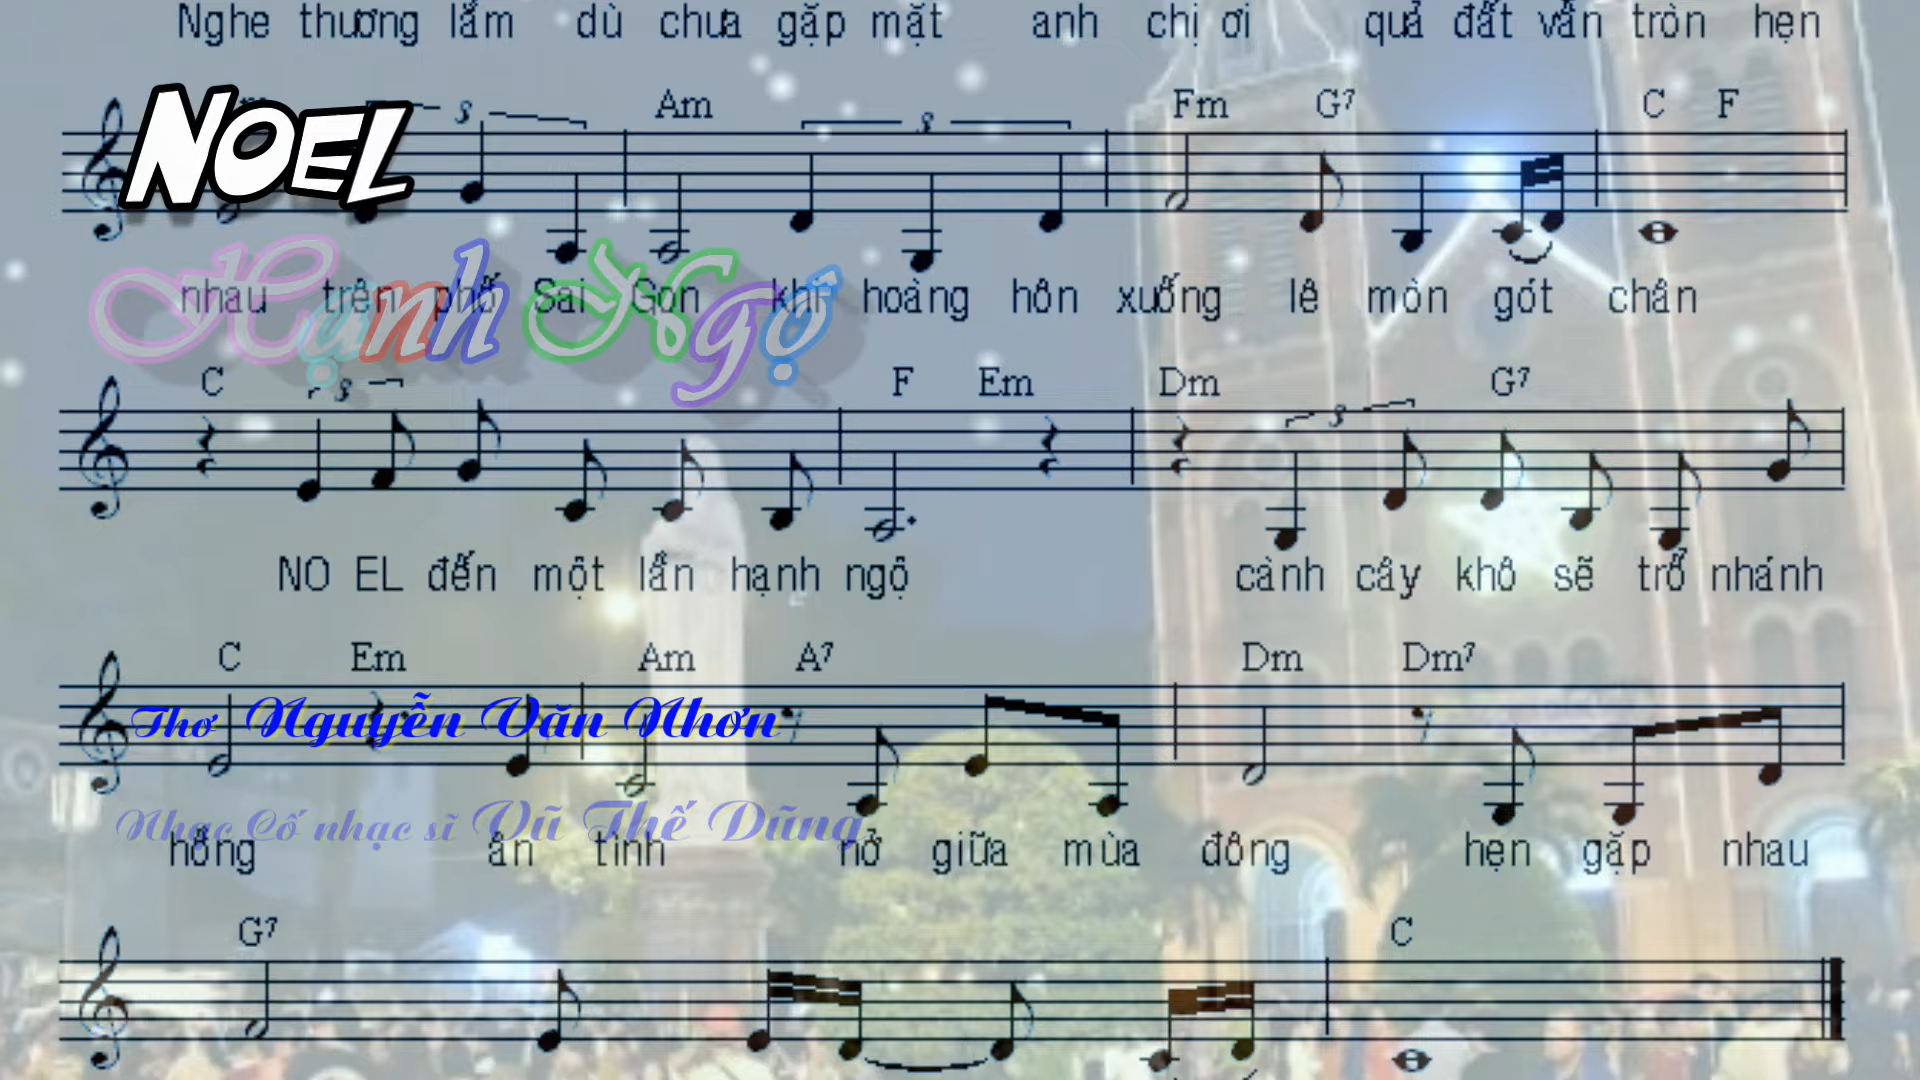 Nghe thương lắm dù chưa gặp mặt anh chị ơi quả đất vẫn tròn hẹn
NOEL
3 Am 3 Fm G7 C F
Hạnh Ngộ
nhau trên phố Sài Gòn khi hoàng hôn xuống lê mòn gót chân
C 3 F Em Dm 3 G7
NO EL đến một lần hạnh ngộ cành cây khô sẽ trổ nhánh
C Em Am A7 Dm Dm7
Thơ Nguyễn Văn Nhơn
Nhạc Cố nhạc sĩ Vũ Thế Dũng
hồng ân tình nở giữa mùa đông hẹn gặp nhau
G7 C